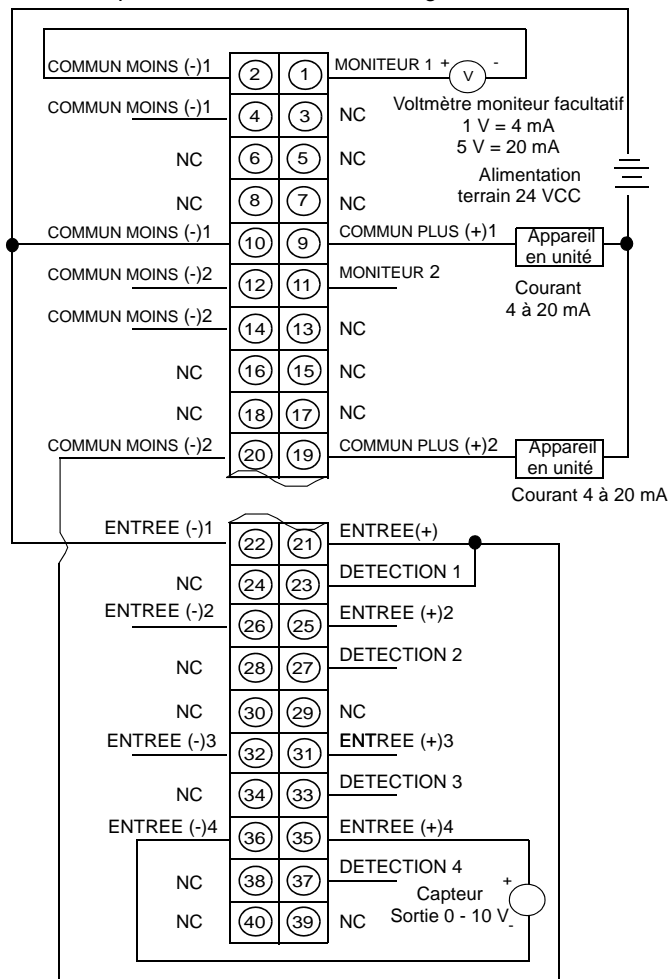 COMMUN MOINS (-)1 2 1 MONITEUR 1 + V -
COMMUN MOINS (-)1 4 3 NC Voltmètre moniteur facultatif
1 V = 4 mA
NC 6 5 NC 5 V = 20 mA
Alimentation
NC 8 7 NC terrain 24 VCC
COMMUN MOINS (-)1 10 9 COMMUN PLUS (+)1 Appareil
en unité
COMMUN MOINS (-)2 12 11 MONITEUR 2 Courant
4 à 20 mA
COMMUN MOINS (-)2 14 13 NC
NC 16 15 NC
NC 18 17 NC
COMMUN MOINS (-)2 20 19 COMMUN PLUS (+)2 Appareil
en unité
Courant 4 à 20 mA
ENTREE (-)1 22 21 ENTREE(+)
NC 24 23 DETECTION 1
ENTREE (-)2 26 25 ENTREE (+)2
NC 28 27 DETECTION 2
NC 30 29 NC
ENTREE (-)3 32 31 ENTREE (+)3
NC 34 33 DETECTION 3
ENTREE (-)4 36 35 ENTREE (+)4
NC 38 37 DETECTION 4
Capteur +
NC 40 39 NC Sortie 0 - 10 V -